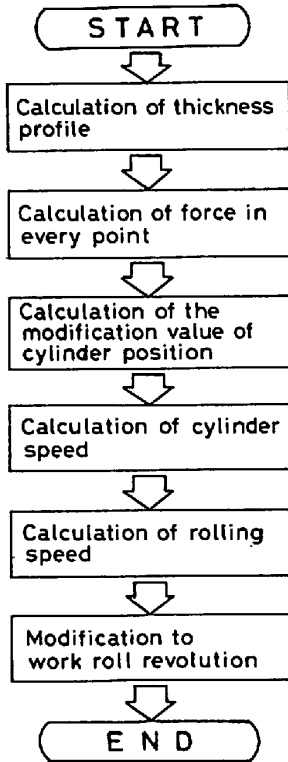 START
Calculation of thickness
profile
Calculation of force in
every point
Calculation of the
modification value of
cylinder position
Calculation of cylinder
speed
Calculation of rolling
speed
Modification to
work roll revolution
END